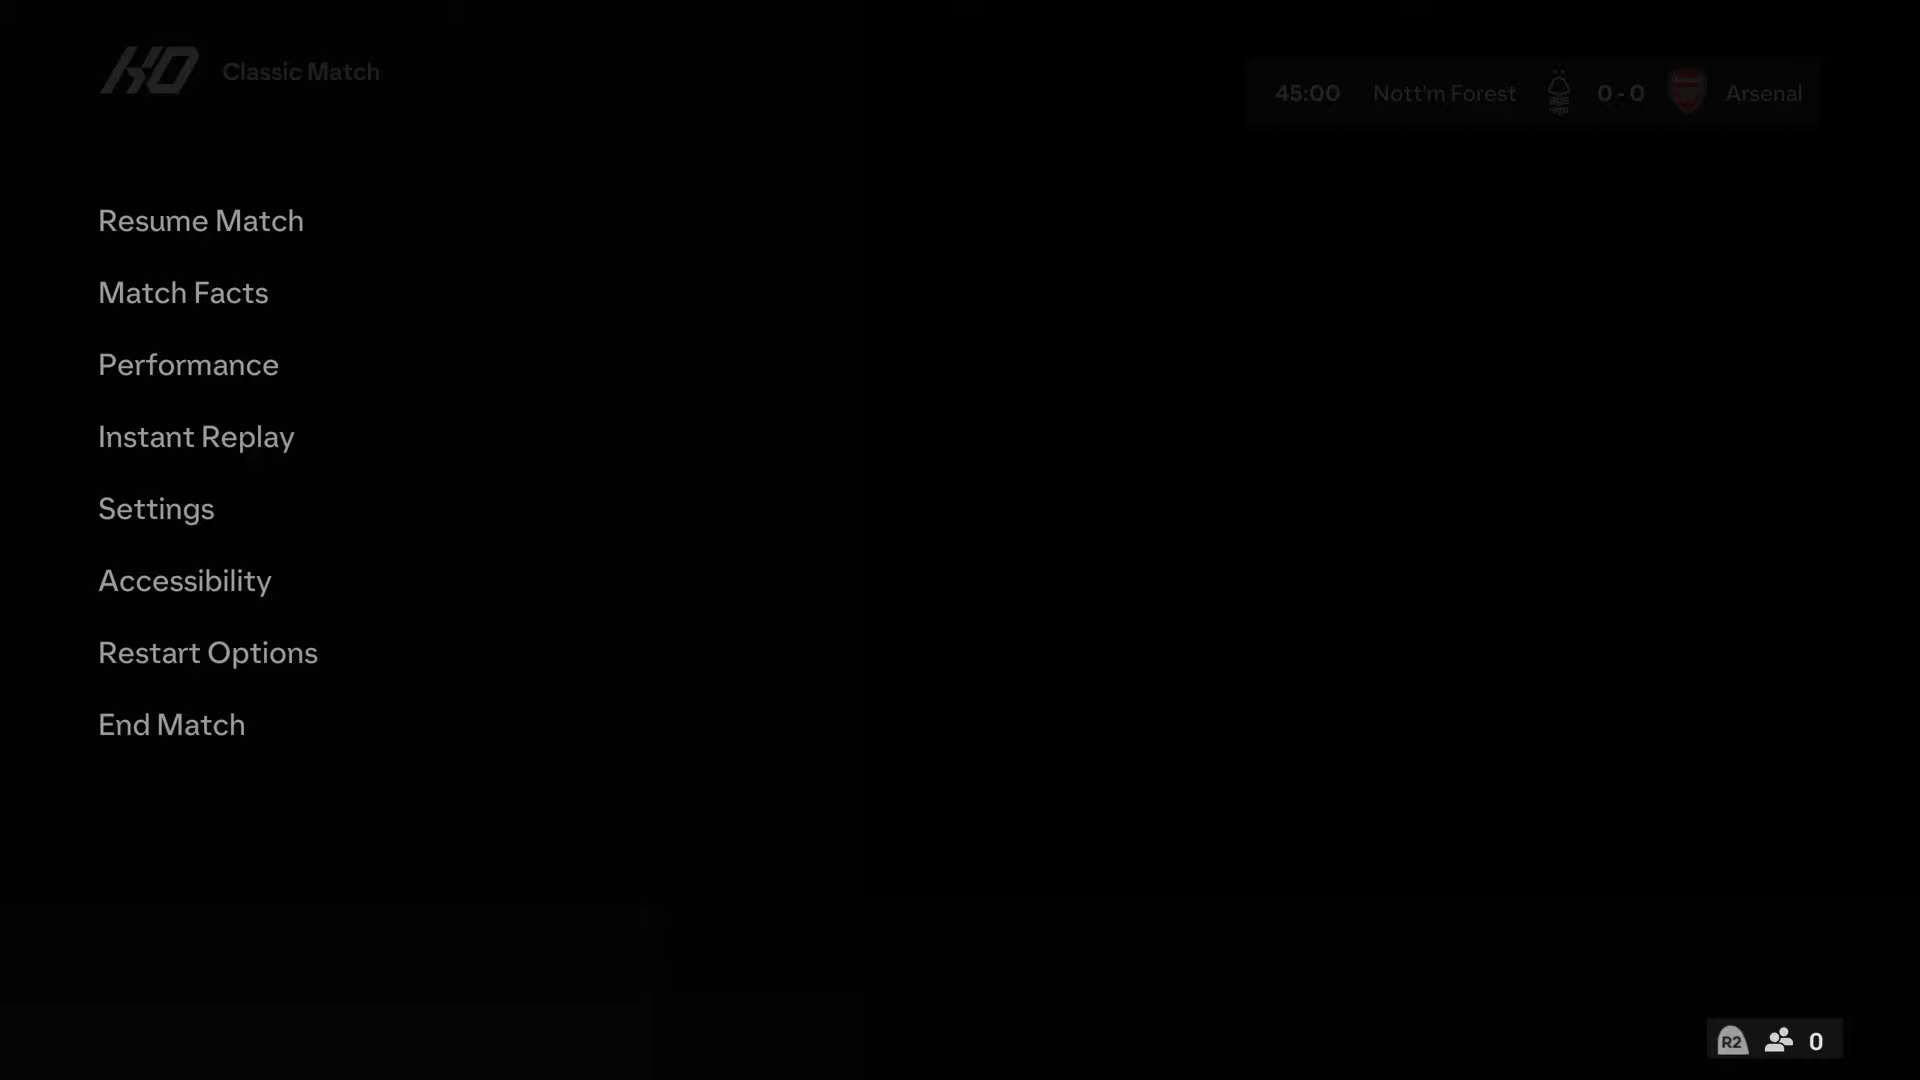 KO Classic Match
45:00 Nott'm Forest 0 - 0 Arsenal
Resume Match
Match Facts
Performance
Instant Replay
Settings
Accessibility
Restart Options
End Match
R2 0